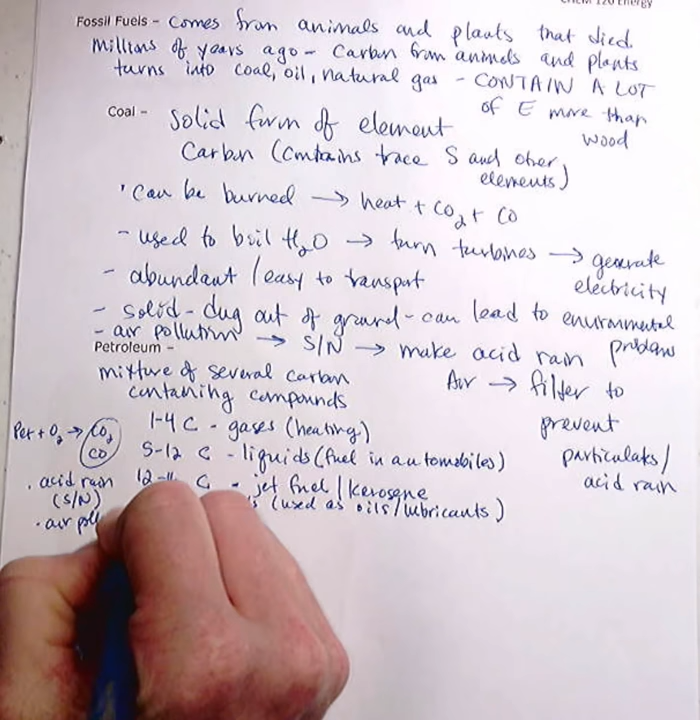 CHEM 120 Energy
Fossil Fuels - comes from animals and plants that died
millions of years ago - carbon from animals and plants
turns into coal, oil, natural gas - CONTAIN A LOT
of E more than
wood
Coal - solid form of element
Carbon (contains trace S and other
elements)
can be burned → heat + CO2 + CO
- used to boil H2O → turn turbines → generate
electricity
- abundant / easy to transport
- solid - dug out of ground - can lead to environmental
problems
- air pollution → S/N → make acid rain
Petroleum -
mixture of several carbon
containing compounds
Air → filter to
prevent
particulates/
acid rain
1-4 C - gases (heating)
5-12 C - liquids (fuel in automobiles)
C - jet fuel / kerosene
(used as oils/lubricants)
Pet + O2 → CO2
CO
· acid rain
(S/N)
· air poll